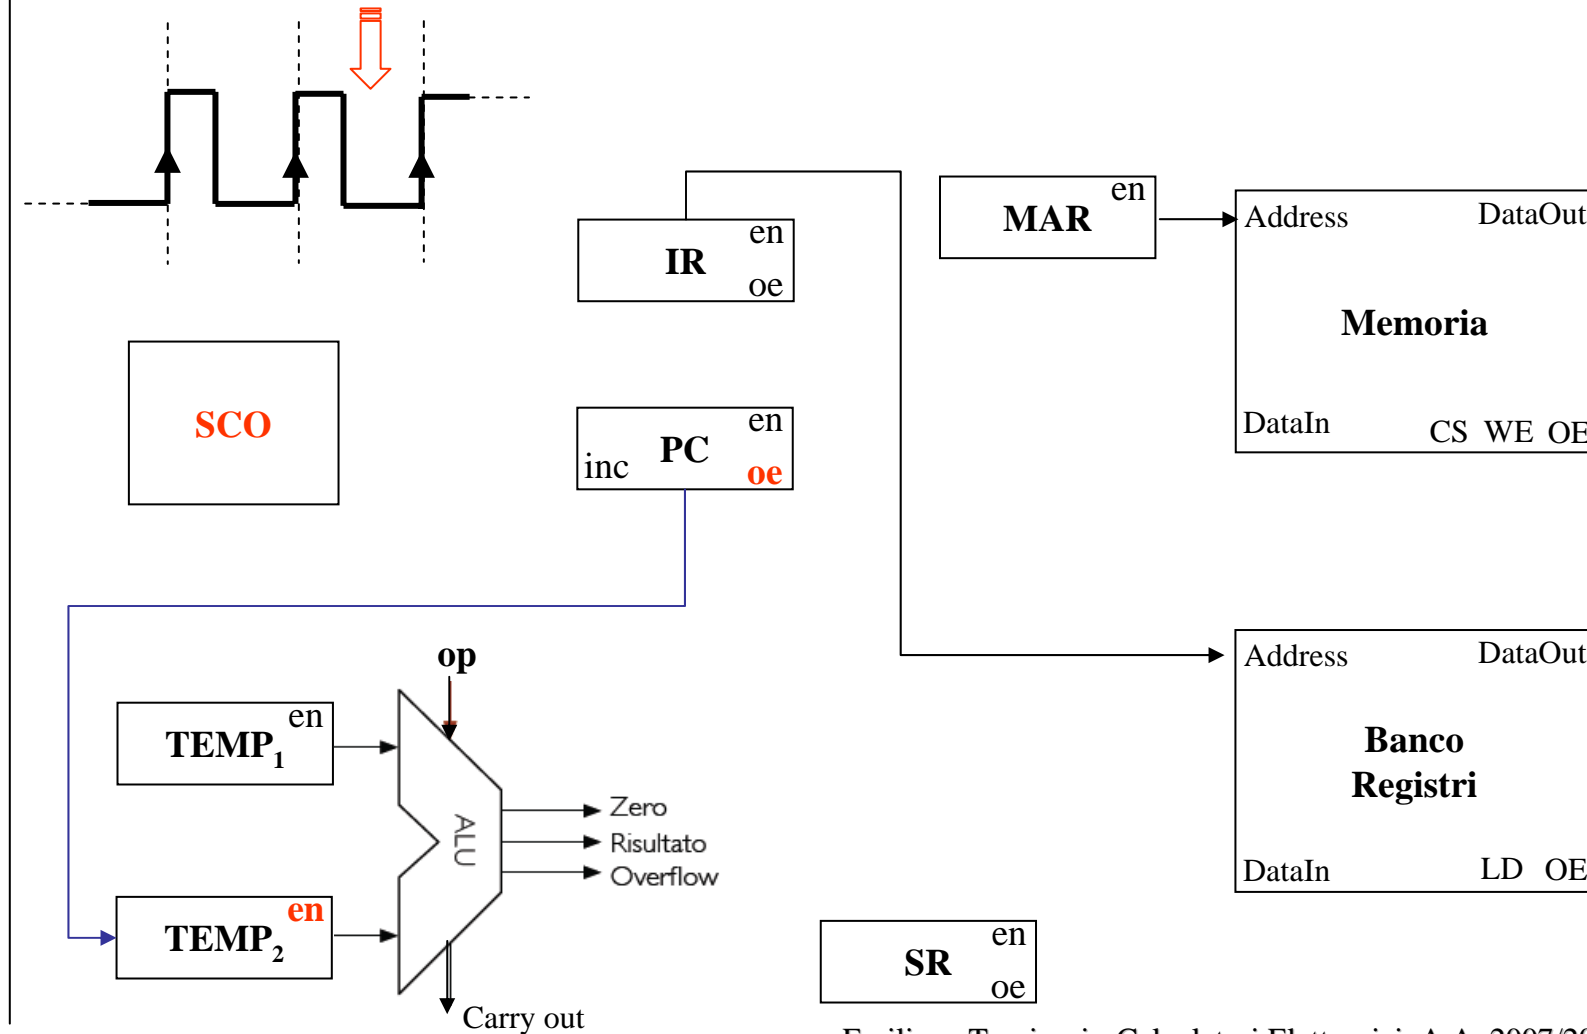 en
MAR
Address DataOut
en
IR
oe
Memoria
SCO
en
inc PC
oe
DataIn CS WE OE
op
Address DataOut
en
TEMP1
Banco
Registri
Zero
ALU
Risultato
Overflow
DataIn LD OE
en
TEMP2
en
SR
oe
Carry out